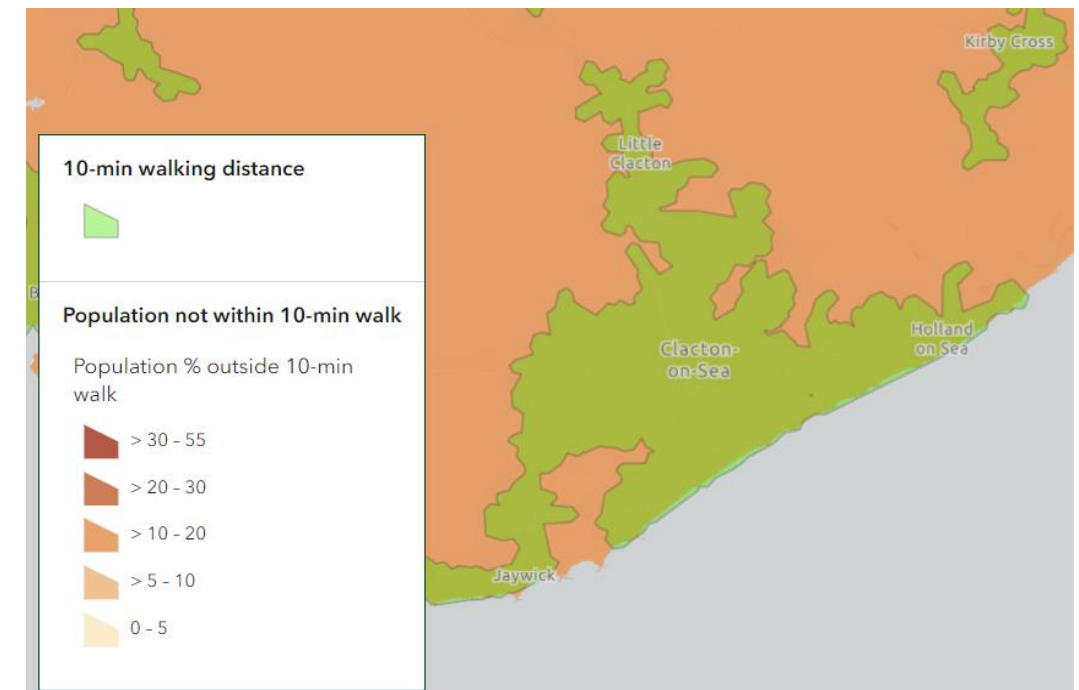 Kirby Cross
Little
Clacton
10-min walking distance
B
Population not within 10-min walk
Population % outside 10-min
walk
> 30 - 55
> 20 - 30
> 10 - 20
> 5 - 10
0 - 5
Holland
on Sea
Clacton-
on-Sea
Jaywick